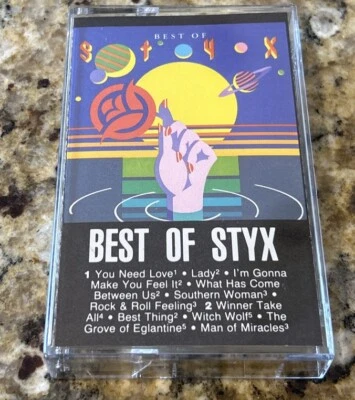 BEST OF
STYX
BEST OF STYX
1 You Need Love¹ • Lady² • I'm Gonna
Make You Feel It² • What Has Come
Between Us² • Southern Woman³ •
Rock & Roll Feeling³ 2 Winner Take
All⁴ • Best Thing² • Witch Wolf⁵ • The
Grove of Eglantine⁵ • Man of Miracles³